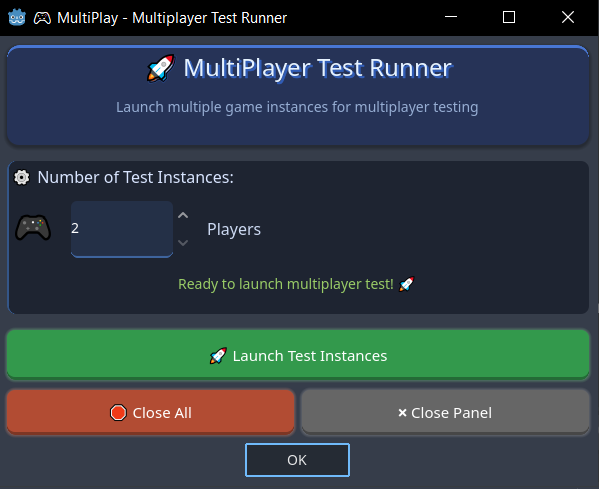 MultiPlay - Multiplayer Test Runner
MultiPlayer Test Runner
Launch multiple game instances for multiplayer testing
Number of Test Instances:
2
Players
Ready to launch multiplayer test!
Launch Test Instances
Close All
× Close Panel
OK